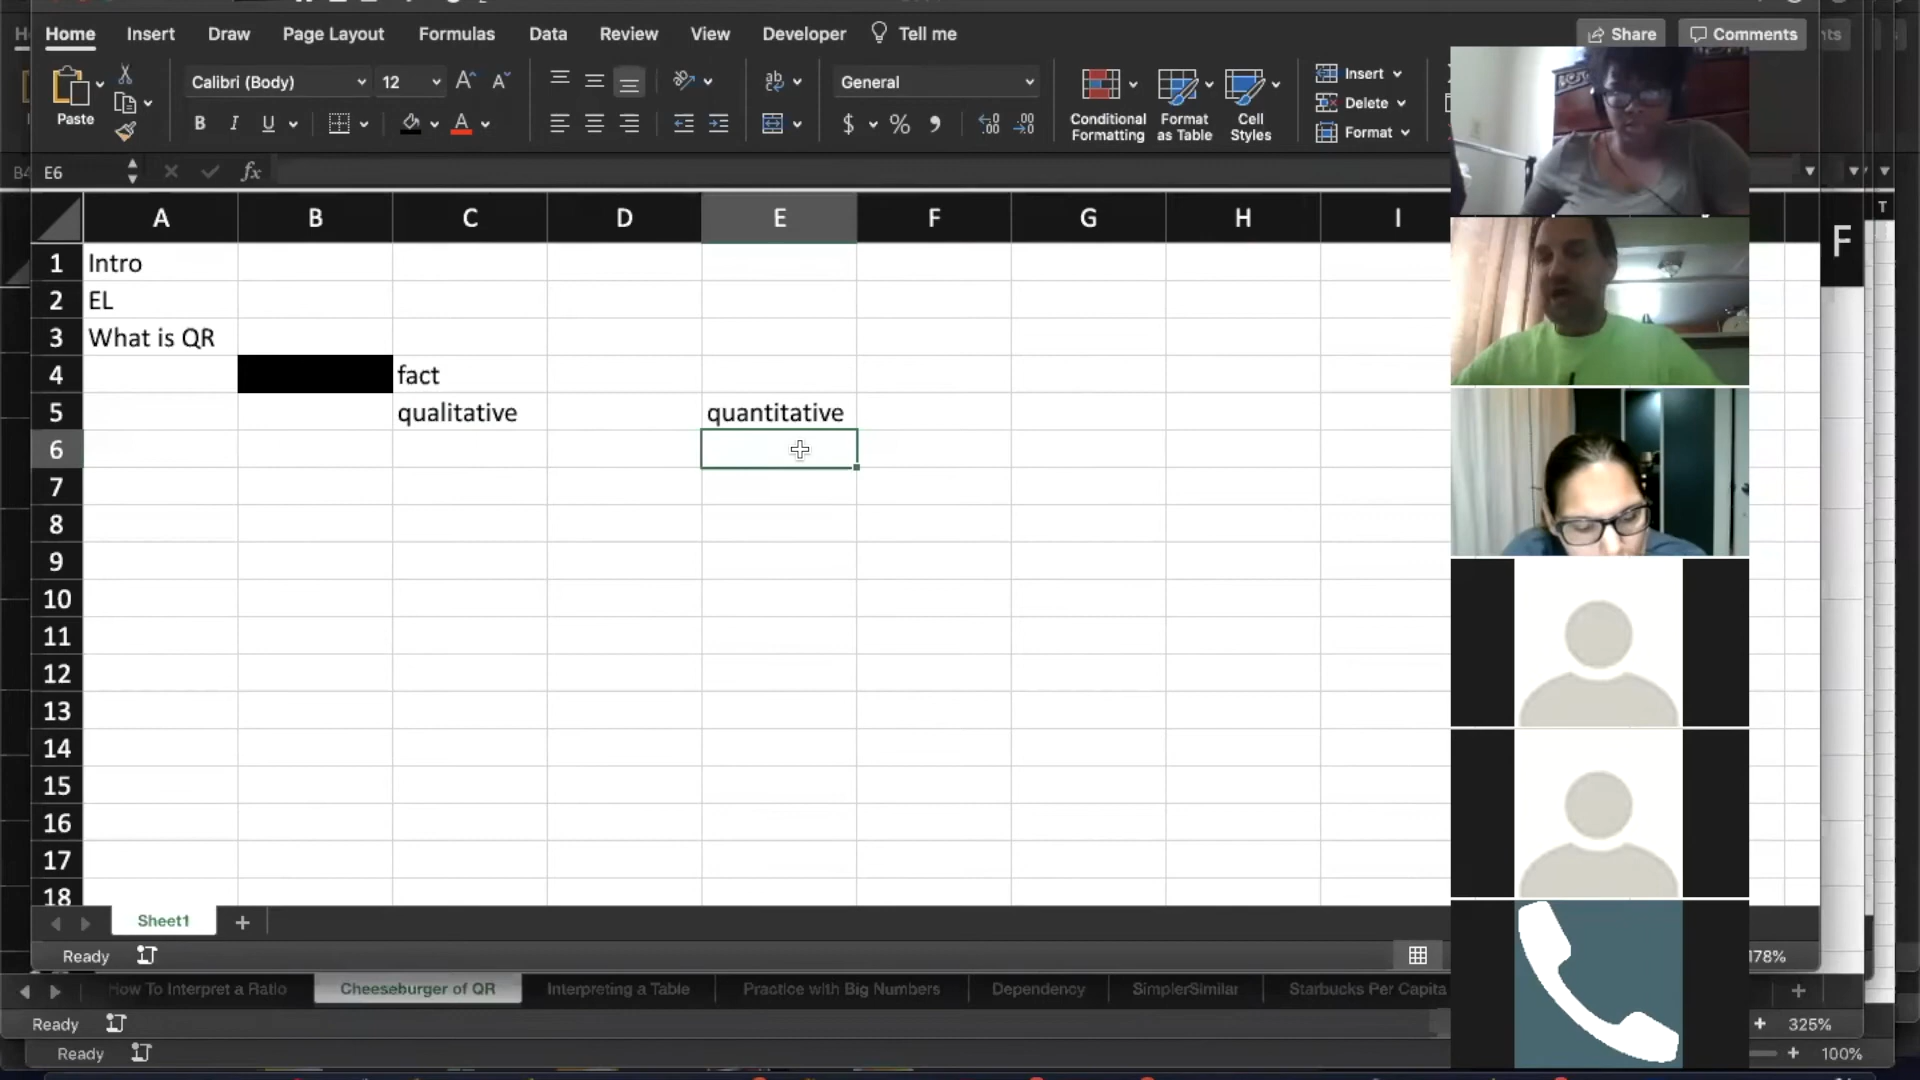 Home Insert Draw Page Layout Formulas Data Review View Developer Tell me Share Comments nts
Calibri (Body) 12 A A ab General Insert
Paste B I U A $ % Conditional Formatting Format as Table Cell Styles Delete Format
B4 E6 fx
A B C D E F G H I T
F
1 Intro
2 EL
3 What is QR
4 fact
5 qualitative quantitative
6
7
8
9
10
11
12
13
14
15
16
17
18
Sheet1 +
Ready 178%
How To Interpret a Ratio Cheeseburger of QR Interpreting a Table Practice with Big Numbers Dependency SimplerSimilar Starbucks Per Capita +
Ready + 325%
Ready + 100%